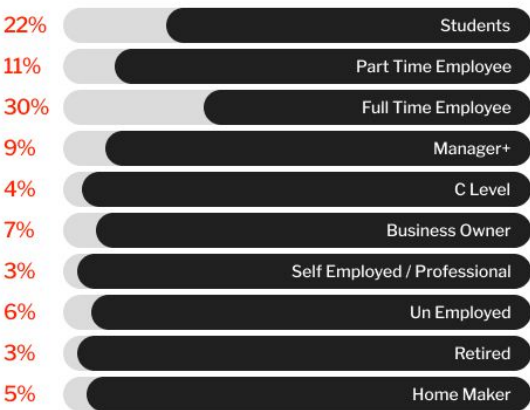 22% Students
11% Part Time Employee
30% Full Time Employee
9% Manager+
4% C Level
7% Business Owner
3% Self Employed / Professional
6% Un Employed
3% Retired
5% Home Maker